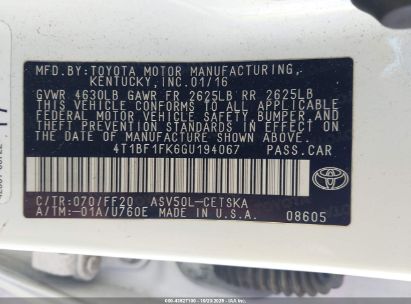 MFD. BY: TOYOTA MOTOR MANUFACTURING,
KENTUCKY, INC. 01/16
GVWR 4630LB GAWR FR 2625LB RR 2625LB
THIS VEHICLE CONFORMS TO ALL APPLICABLE
FEDERAL MOTOR VEHICLE SAFETY,
BUMPER, AND THEFT PREVENTION
STANDARDS IN EFFECT ON THE DATE OF
MANUFACTURE SHOWN ABOVE.
4T1BF1FK6GU194067 PASS.CAR
C/TR:070/FF20 ASV50L-CETSKA
A/TM:-01A/U760E MADE IN U.S.A. 08605
TOYOTA